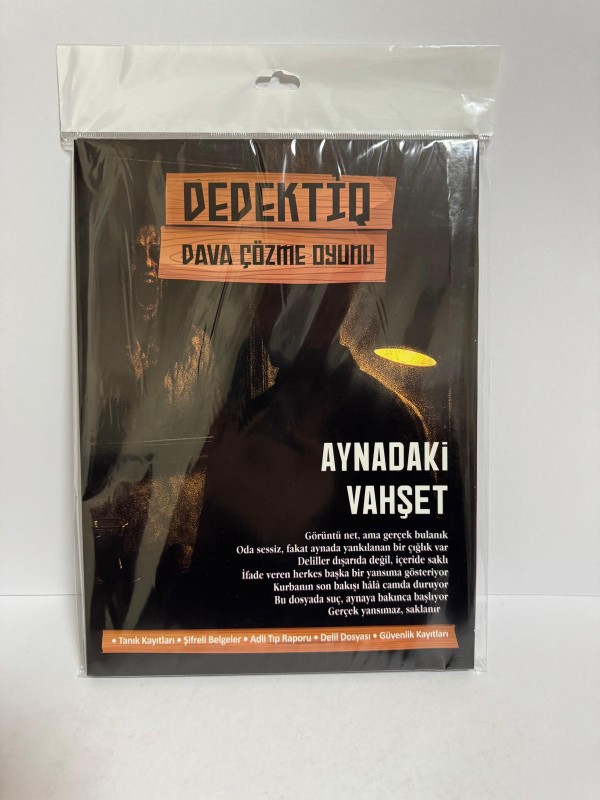 DEDEKTİQ
DAVA ÇÖZME OYUNU
AYNADAKİ
VAHŞET
Görüntü net, ama gerçek bulanık
Oda sessiz, fakat aynada yankılanan bir çığlık var
Deliller dışarıda değil, içeride saklı
İfade veren herkes başka bir yansıma gösteriyor
Kurbanın son bakışı hâlâ camda duruyor
Bu dosyada suç, aynaya bakınca başlıyor
Gerçek yansımaz, saklanır
• Tanık Kayıtları • Şifreli Belgeler • Adli Tıp Raporu • Delil Dosyası • Güvenlik Kayıtları